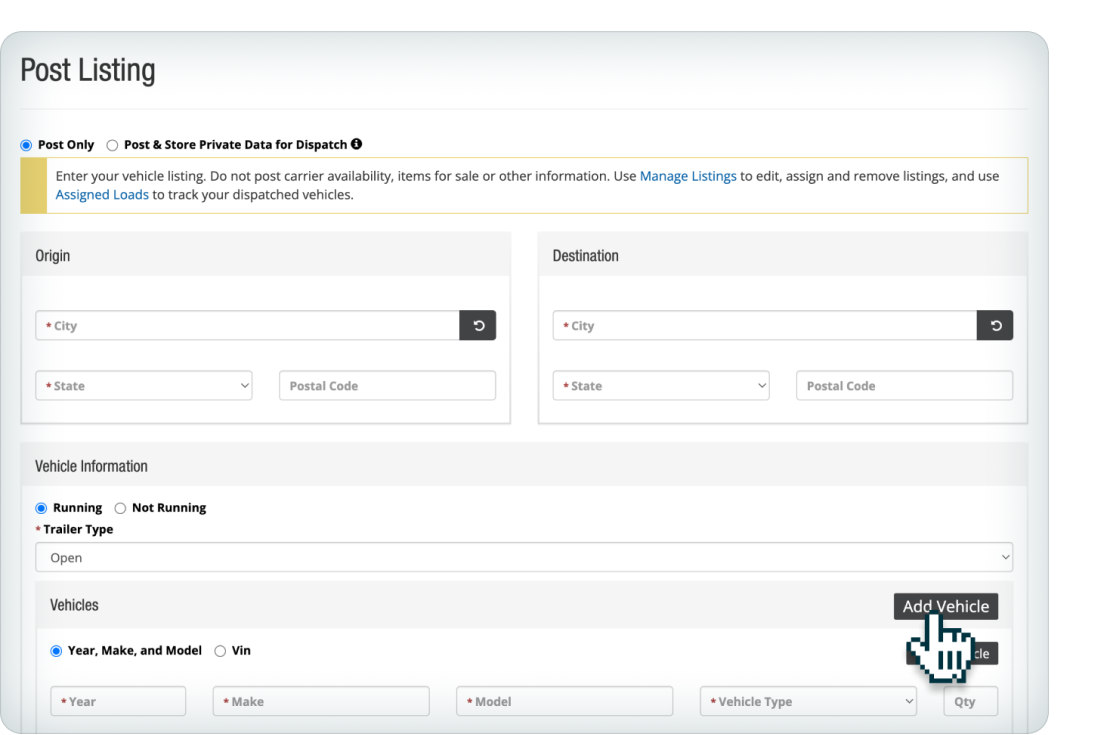 Post Listing
Post Only Post & Store Private Data for Dispatch
Enter your vehicle listing. Do not post carrier availability, items for sale or other information. Use Manage Listings to edit, assign and remove listings, and use
Assigned Loads to track your dispatched vehicles.
Origin
* City
* State Postal Code
Destination
* City
* State Postal Code
Vehicle Information
Running Not Running
* Trailer Type
Open
Vehicles Add Vehicle
Year, Make, and Model Vin
* Year * Make * Model * Vehicle Type Qty